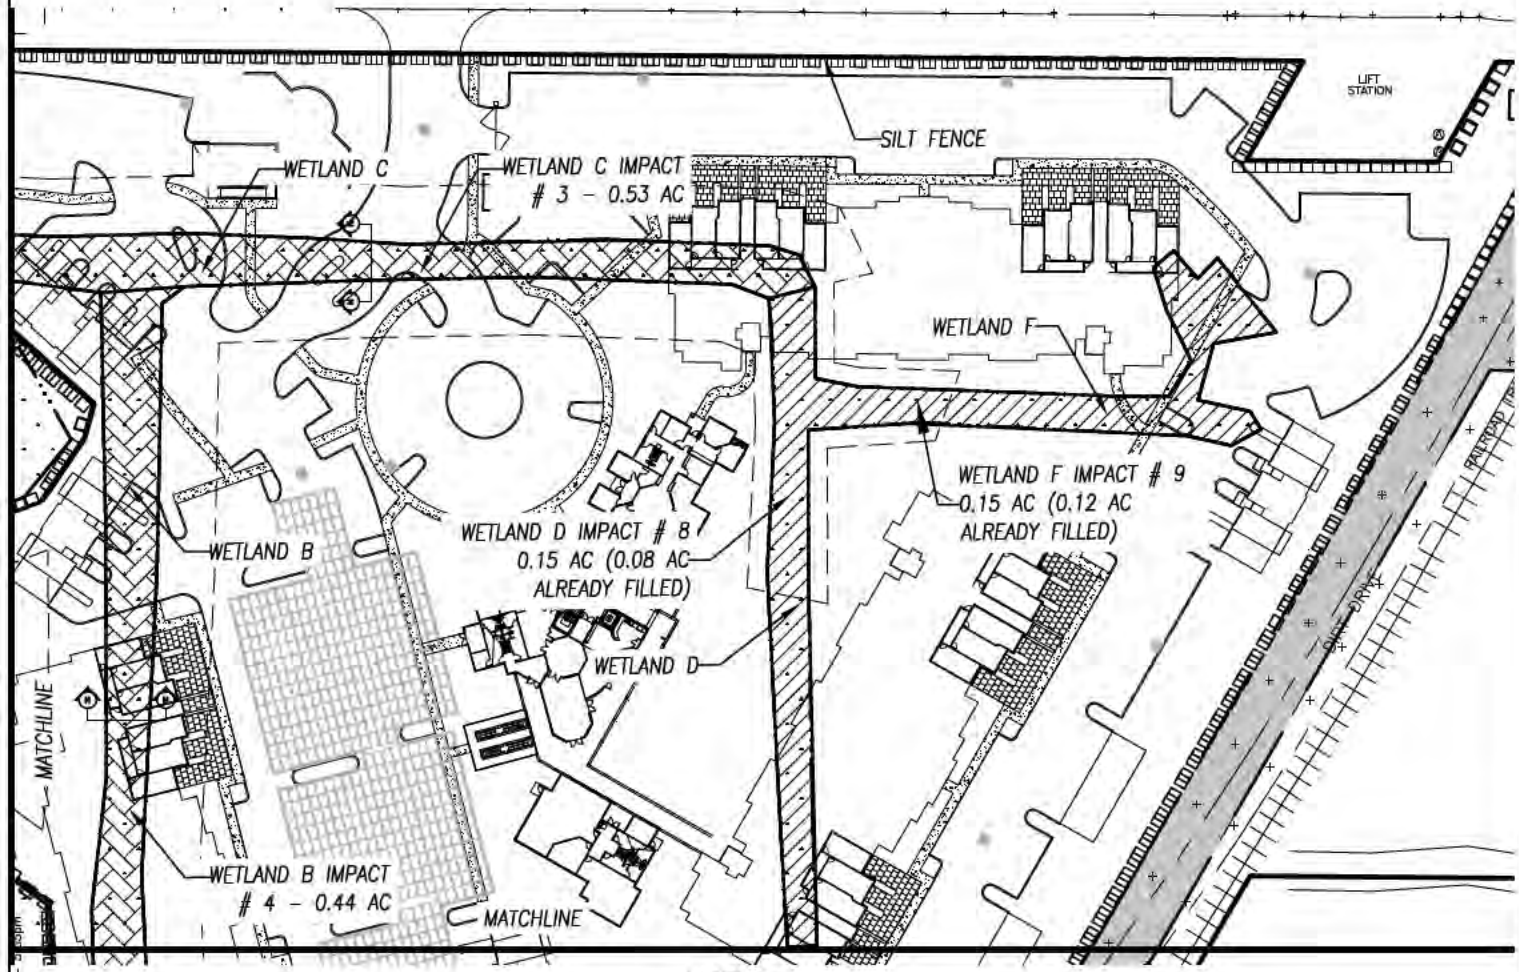 LIFT
STATION
SILT FENCE
WETLAND C
WETLAND C IMPACT
# 3 - 0.53 AC
WETLAND F
WETLAND F IMPACT # 9
0.15 AC (0.12 AC
ALREADY FILLED)
WETLAND B
WETLAND D IMPACT # 8
0.15 AC (0.08 AC
ALREADY FILLED)
WETLAND D
MATCHLINE
WETLAND B IMPACT
# 4 - 0.44 AC
MATCHLINE
RAILROAD